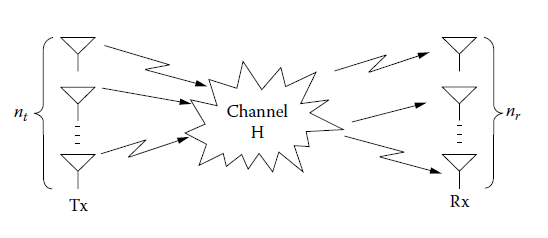 n_t
Channel
H
n_r
Tx
Rx